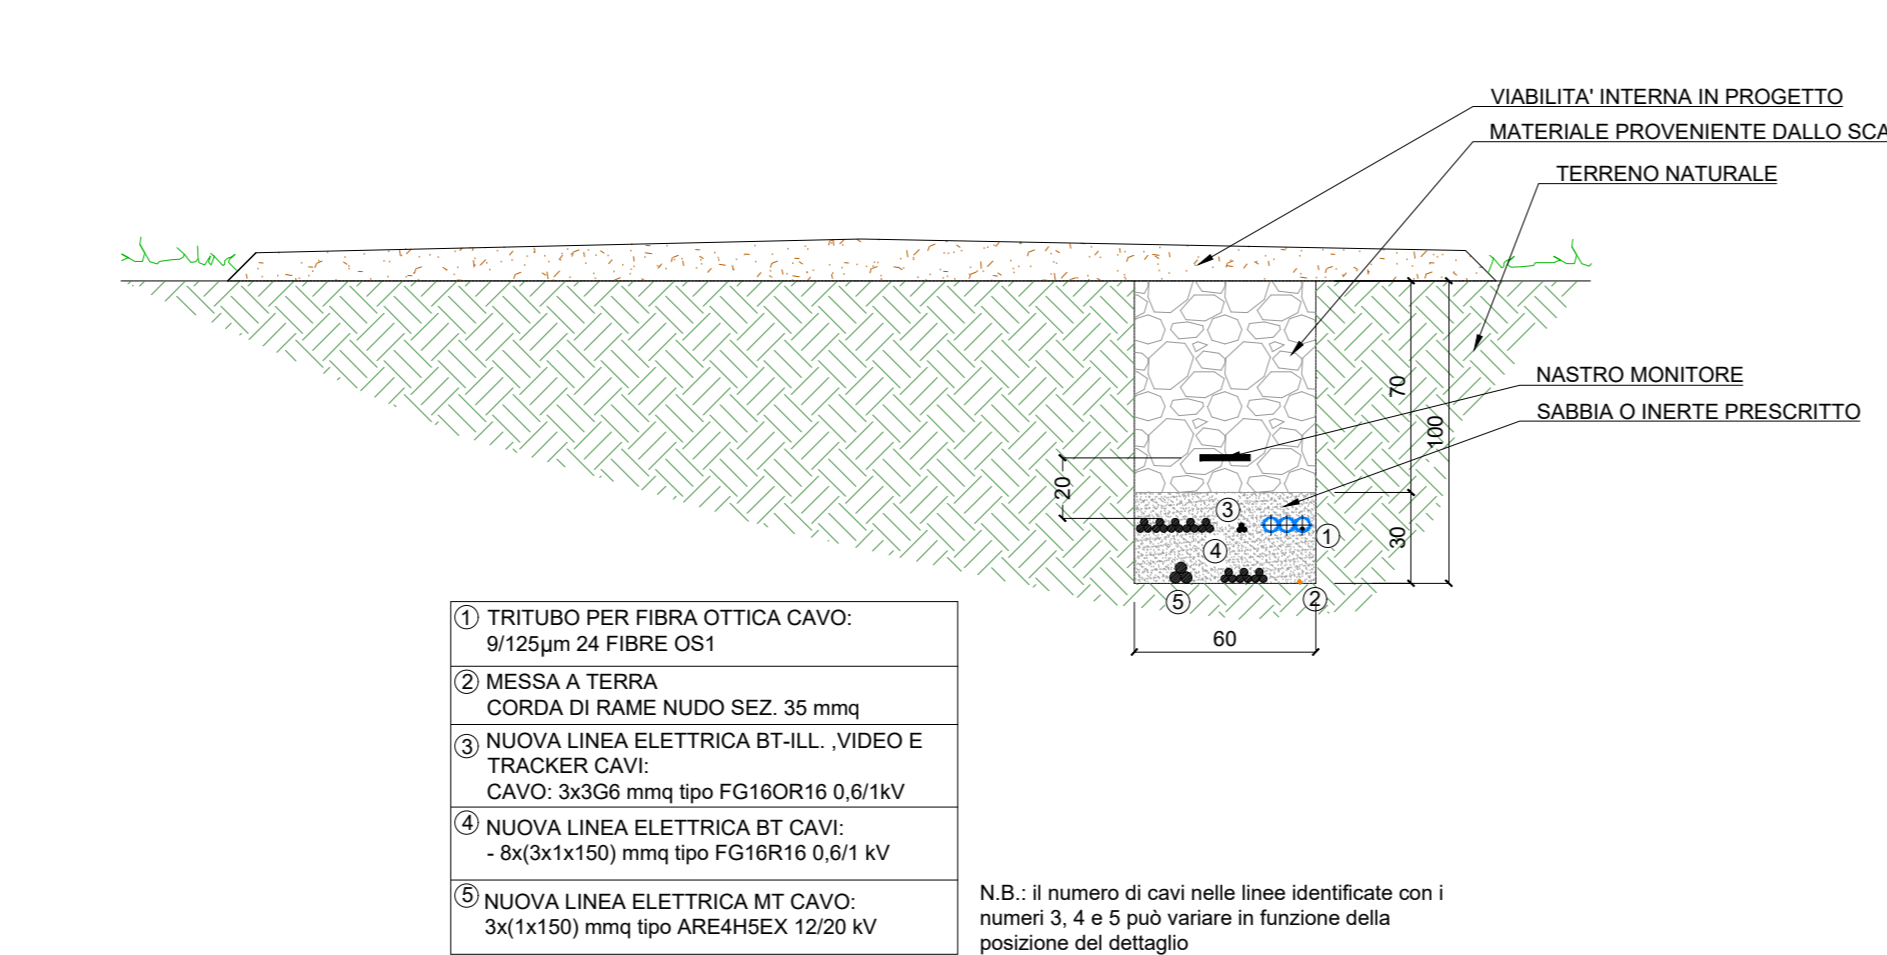 VIABILITA' INTERNA IN PROGETTO
MATERIALE PROVENIENTE DALLO
TERRENO NATURALE
NASTRO MONITORE
SABBIA O INERTE PRESCRITTO
70
100
20
30
60
3
1
4
5
2
1 TRITUBO PER FIBRA OTTICA CAVO:
9/125µm 24 FIBRE OS1
2 MESSA A TERRA
CORDA DI RAME NUDO SEZ. 35 mmq
3 NUOVA LINEA ELETTRICA BT-ILL. ,VIDEO E
TRACKER CAVI:
CAVO: 3x3G6 mmq tipo FG16OR16 0,6/1kV
4 NUOVA LINEA ELETTRICA BT CAVI:
- 8x(3x1x150) mmq tipo FG16R16 0,6/1 kV
5 NUOVA LINEA ELETTRICA MT CAVO:
3x(1x150) mmq tipo ARE4H5EX 12/20 kV
N.B.: il numero di cavi nelle linee identificate con i
numeri 3, 4 e 5 può variare in funzione della
posizione del dettaglio